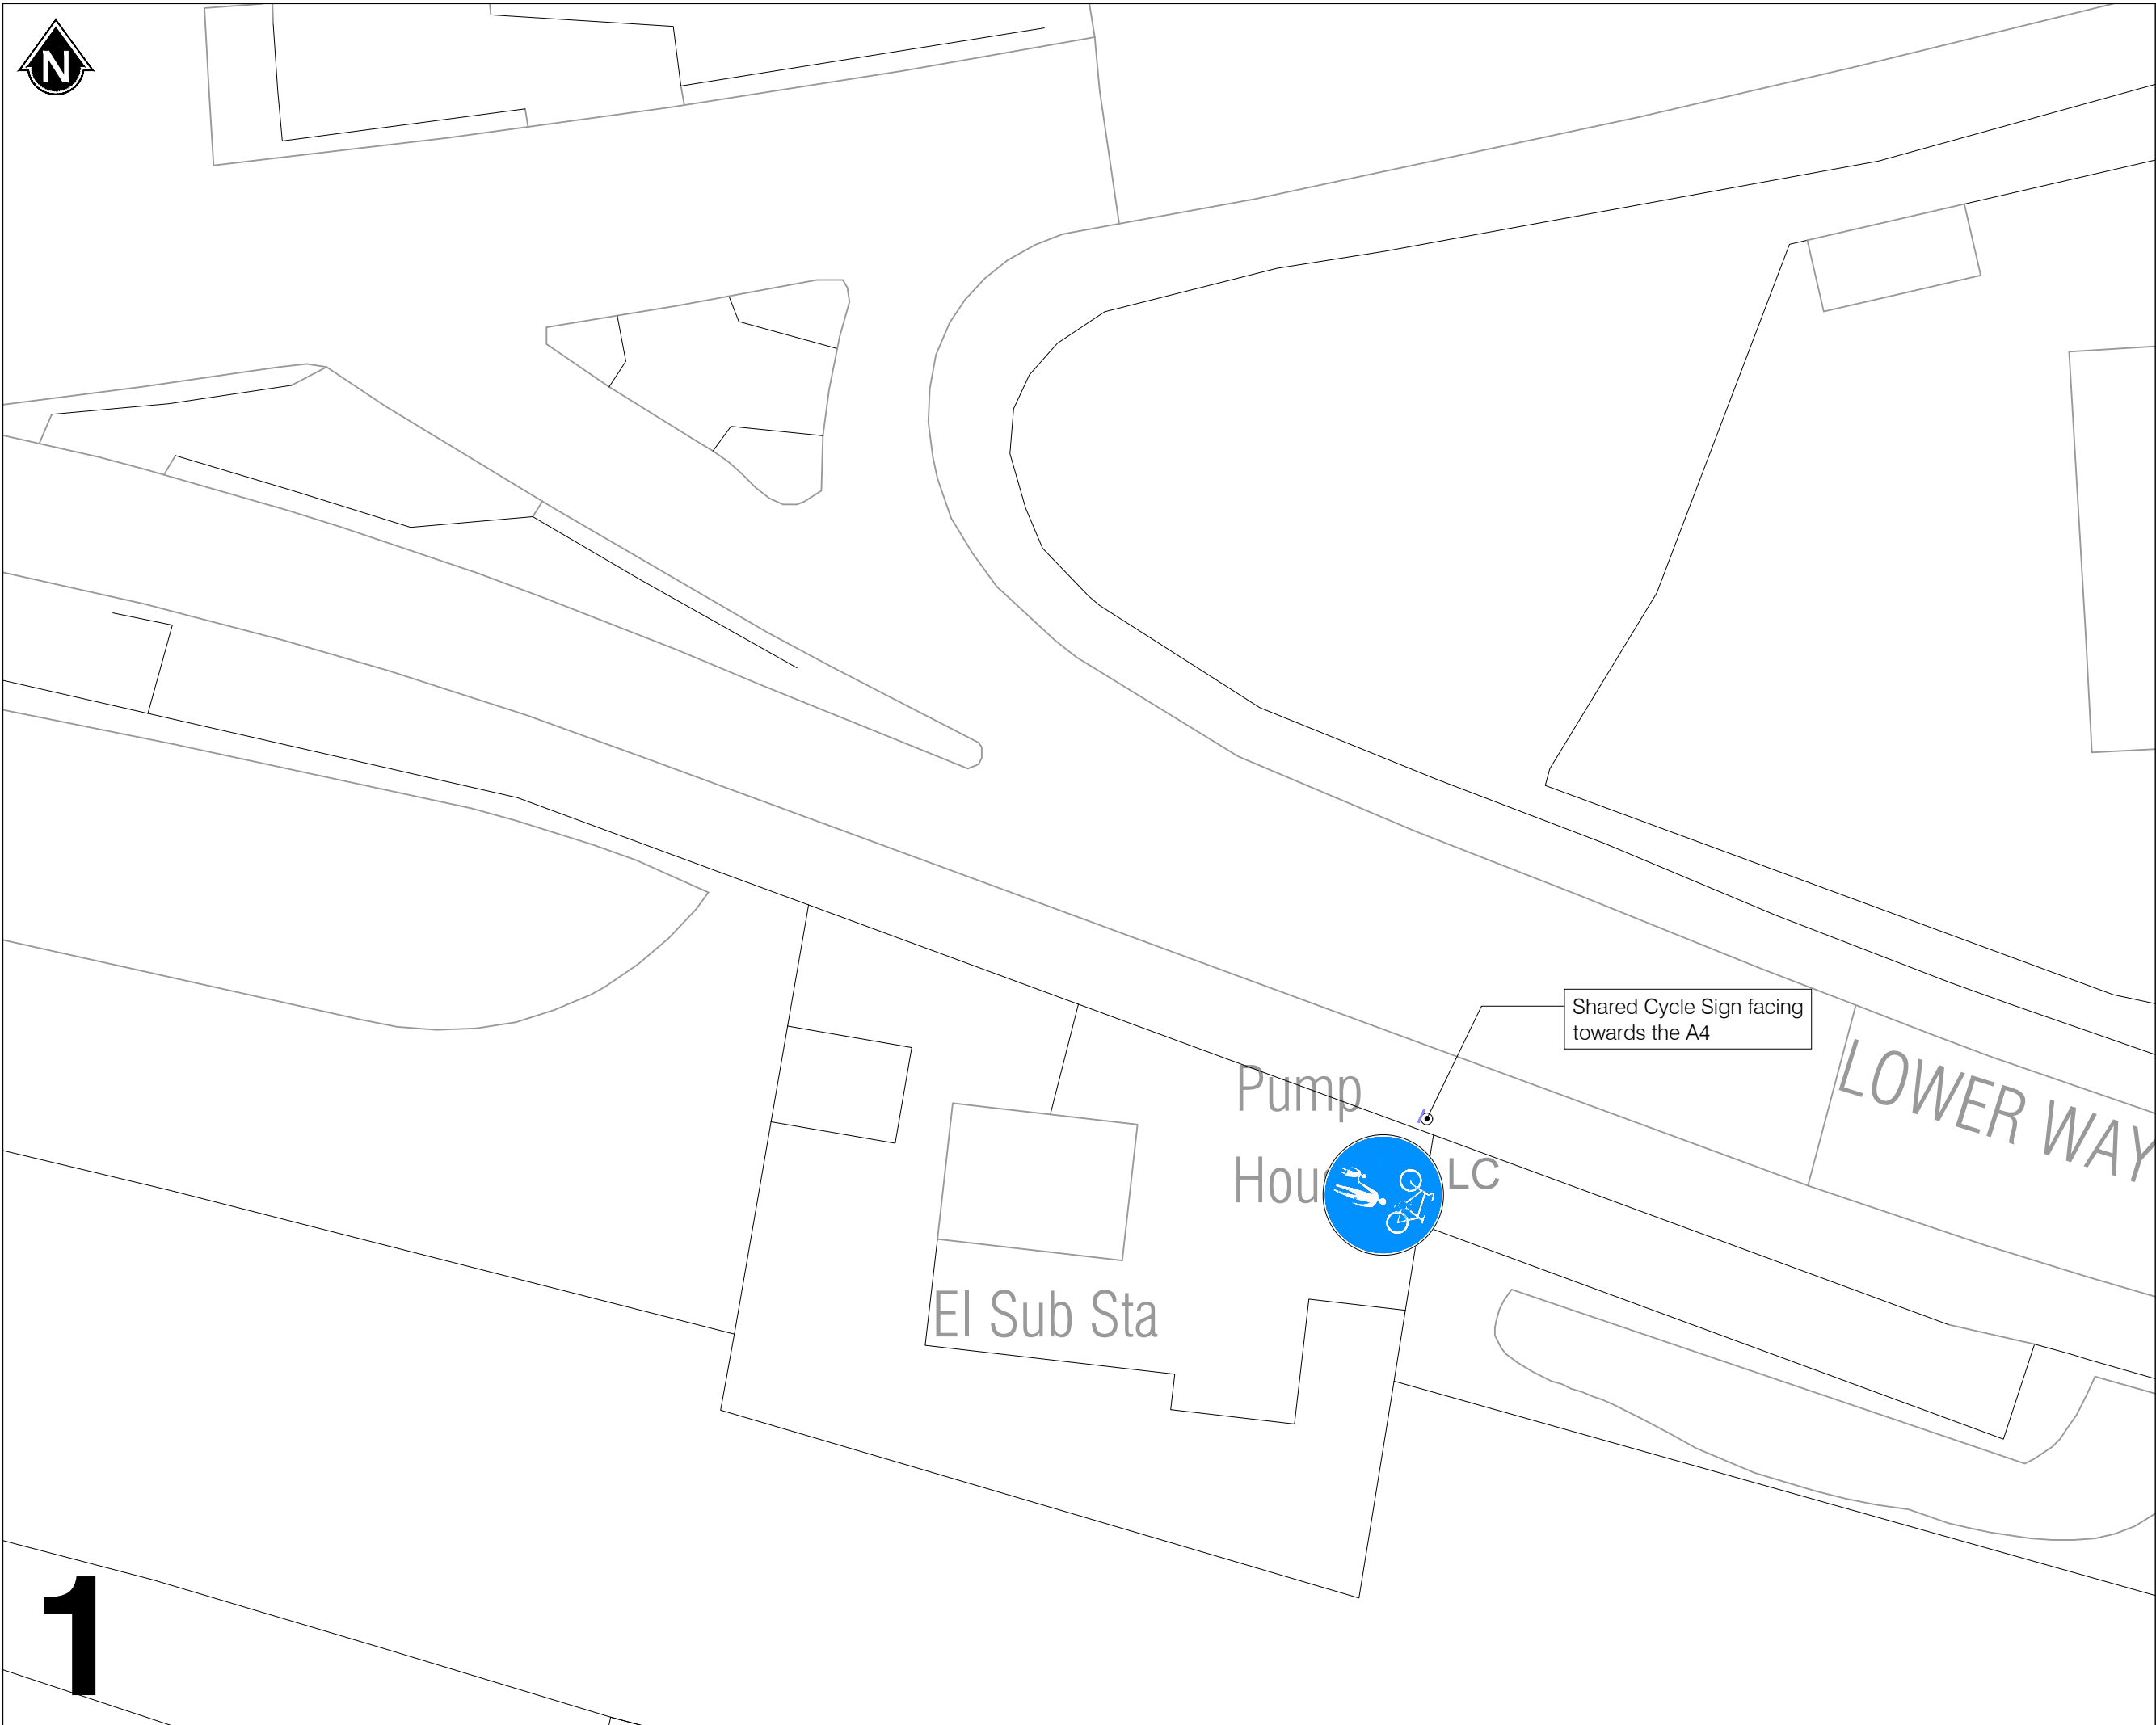 N
Shared Cycle Sign facing
towards the A4
LOWER WAY
Pump
Hou
LC
El Sub Sta
1